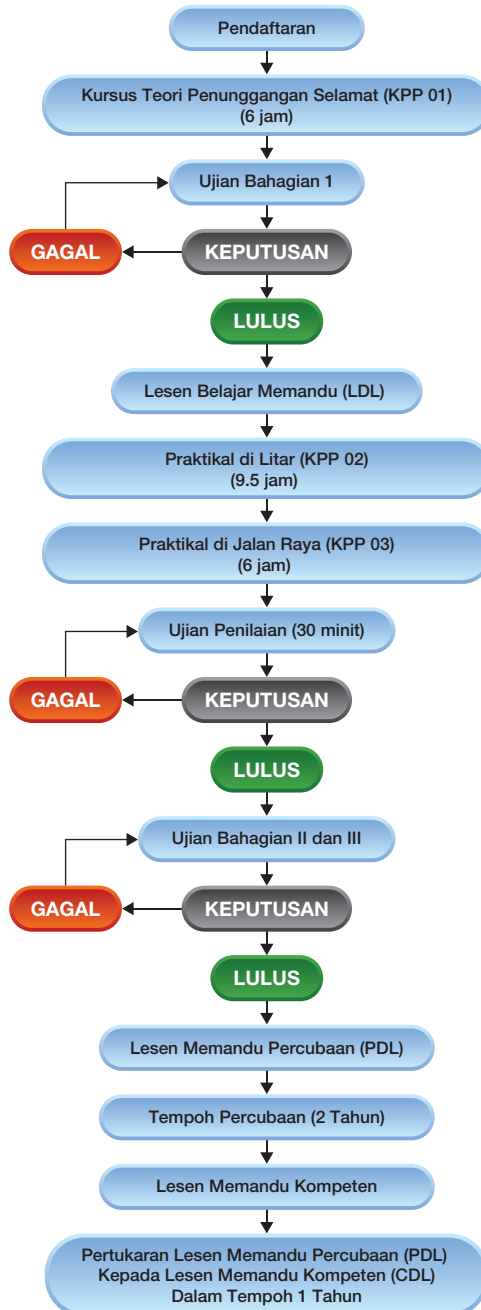 Pendaftaran
Kursus Teori Penunggangan Selamat (KPP 01)
(6 jam)
Ujian Bahagian 1
GAGAL
KEPUTUSAN
LULUS
Lesen Belajar Memandu (LDL)
Praktikal di Litar (KPP 02)
(9.5 jam)
Praktikal di Jalan Raya (KPP 03)
(6 jam)
Ujian Penilaian (30 minit)
GAGAL
KEPUTUSAN
LULUS
Ujian Bahagian II dan III
GAGAL
KEPUTUSAN
LULUS
Lesen Memandu Percubaan (PDL)
Tempoh Percubaan (2 Tahun)
Lesen Memandu Kompeten
Pertukaran Lesen Memandu Percubaan (PDL)
Kepada Lesen Memandu Kompeten (CDL)
Dalam Tempoh 1 Tahun